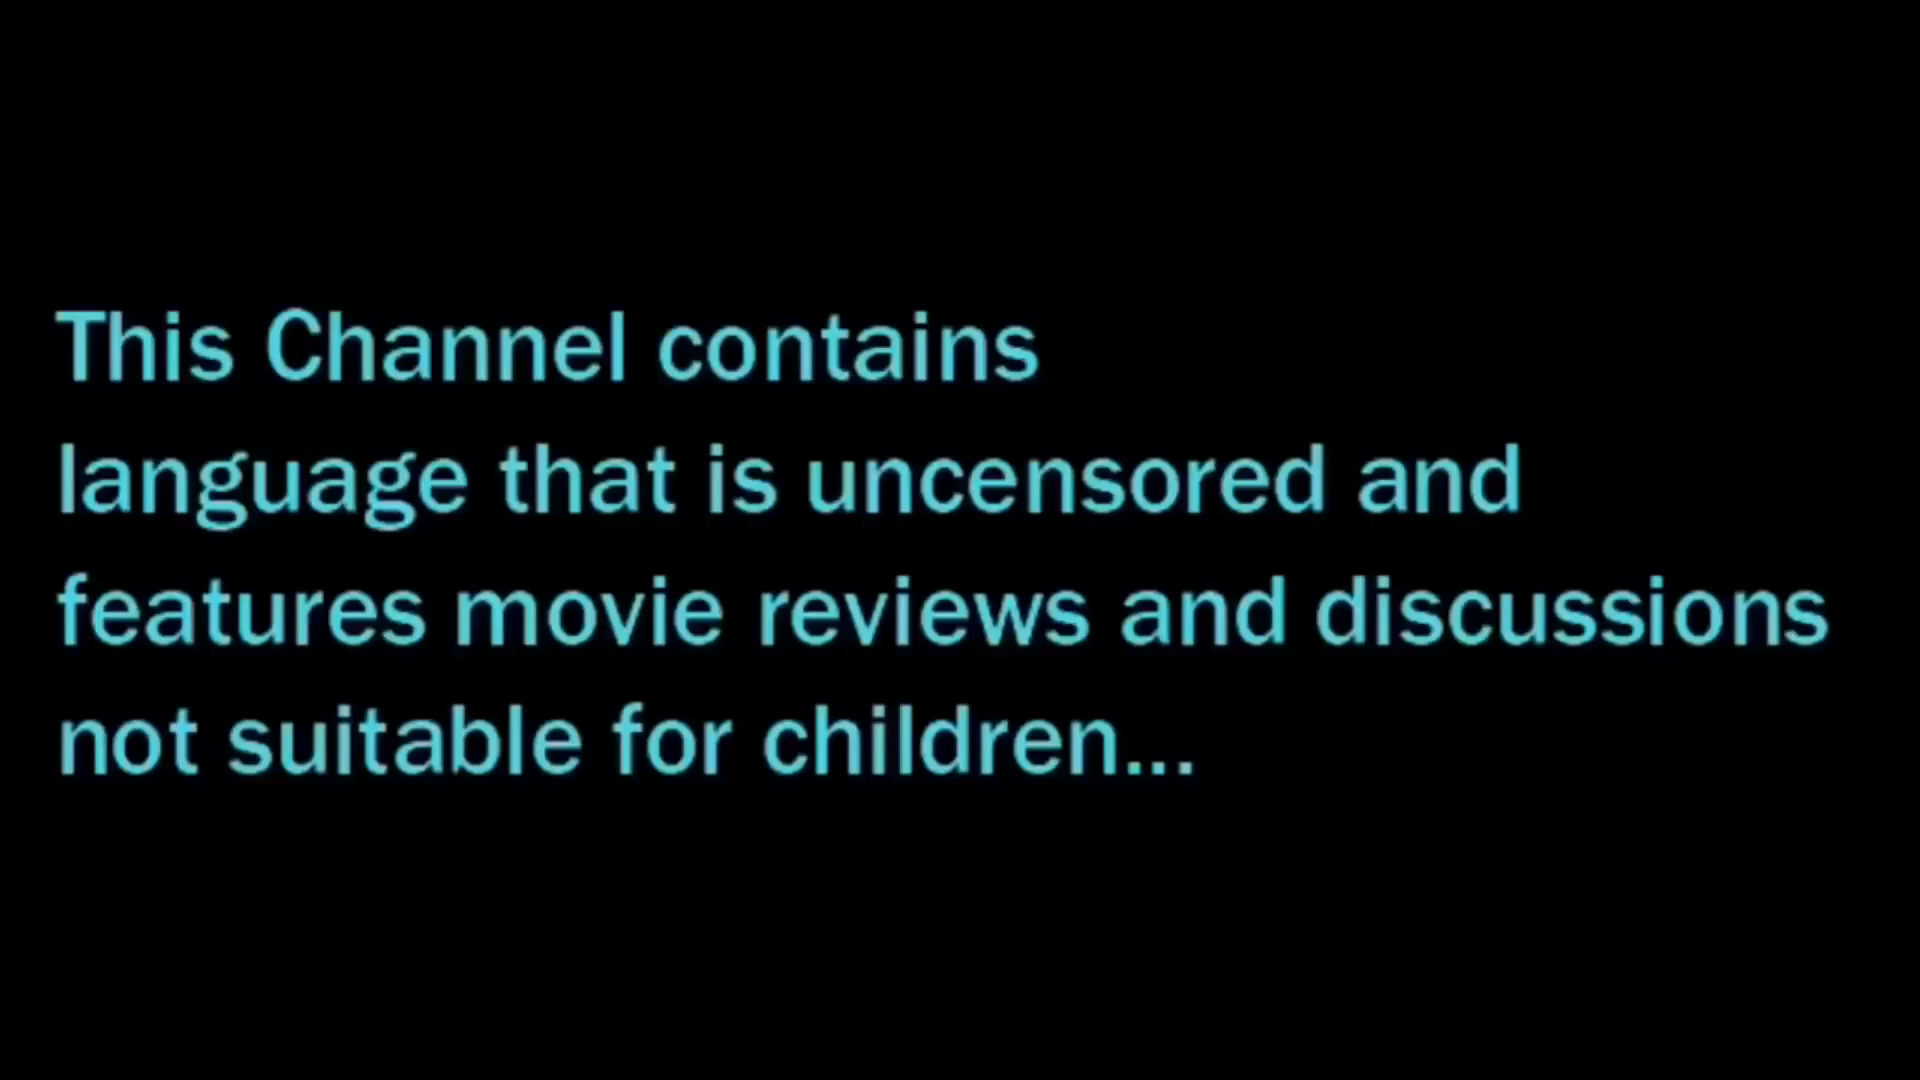 This Channel contains
language that is uncensored and
features movie reviews and discussions
not suitable for children...